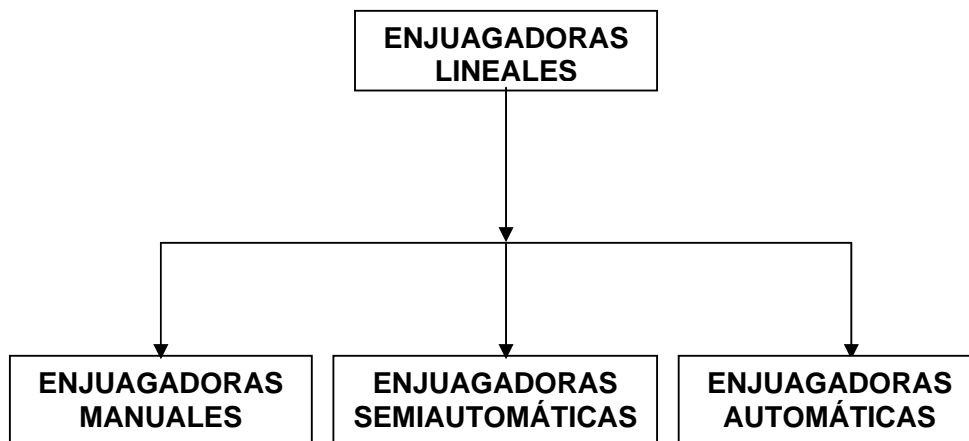 ENJUAGADORAS
LINEALES
ENJUAGADORAS
MANUALES
ENJUAGADORAS
SEMIAUTOMÁTICAS
ENJUAGADORAS
AUTOMÁTICAS